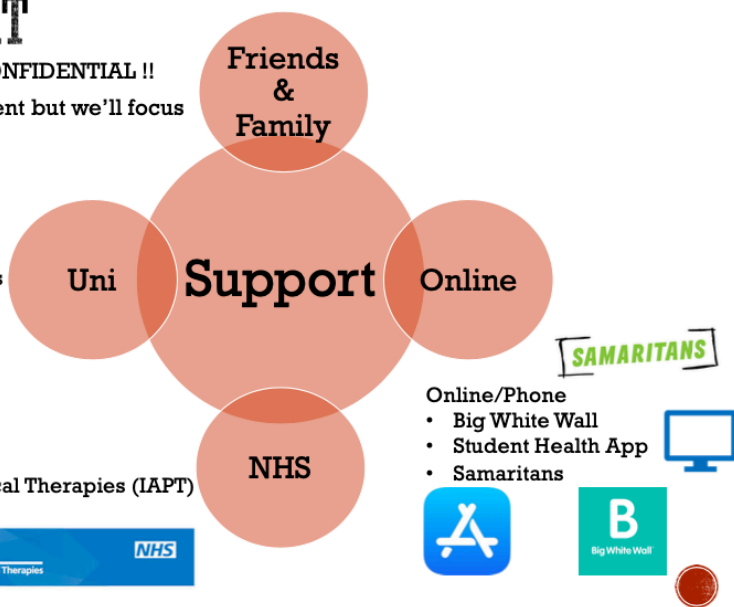 ONFIDENTIAL !!
ent but we'll focus
Friends
&
Family
Uni
Support
Online
NHS
SAMARITANS
Online/Phone
• Big White Wall
• Student Health App
• Samaritans
cal Therapies (IAPT)
NHS
Therapies
B
Big White Wall